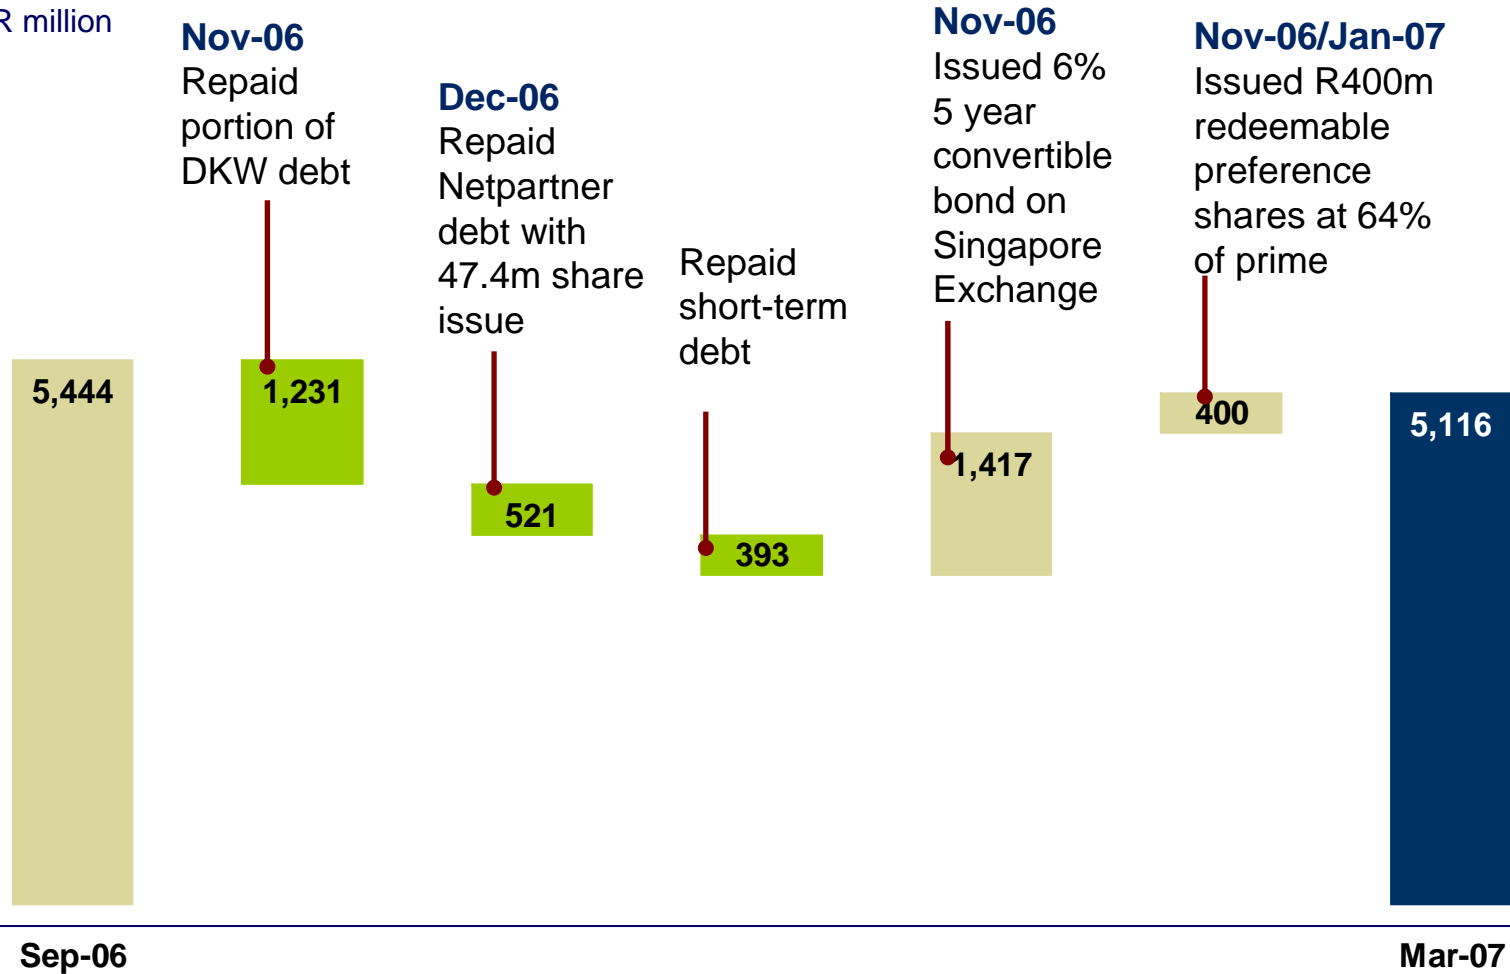 R million
Nov-06
Repaid
portion of
DKW debt
Dec-06
Repaid
Netpartner
debt with
47.4m share
issue
Repaid
short-term
debt
Nov-06
Issued 6%
5 year
convertible
bond on
Singapore
Exchange
Nov-06/Jan-07
Issued R400m
redeemable
preference
shares at 64%
of prime
5,444
1,231
521
393
1,417
400
5,116
Sep-06
Mar-07